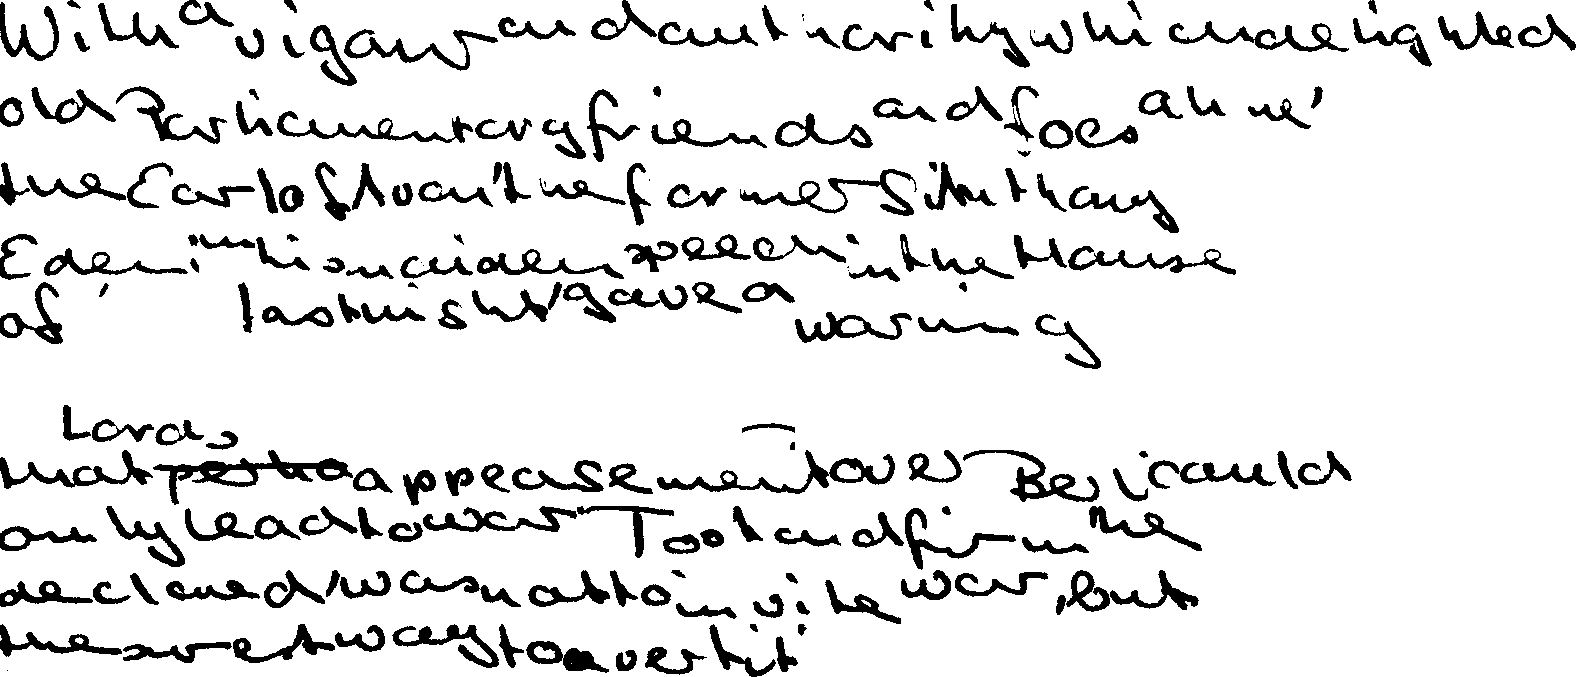 With a vigour and authority which delighted
old Parliamentary friends and foes alike,
the Earl of Avon, the former Sir Anthony
Eden, in his maiden speech in the House
of Lords last night, gave a warning
that appeasement over Berlin could
only lead to war. To stand firm, he
declared, was not to invite war, but
the surest way to avert it.